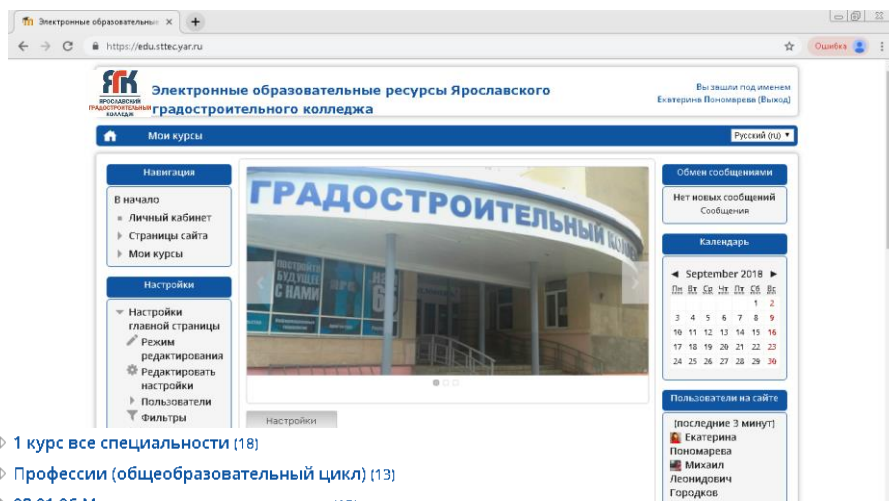 Электронные образовательные
https://edu.sttec.yar.ru
Ошибка
ЯГК
ЯРОСЛАВСКИЙ
ГРАДОСТРОИТЕЛЬНЫЙ
КОЛЛЕДЖ
Электронные образовательные ресурсы Ярославского
градостроительного колледжа
Вы зашли под именем
Екатерина Пономарева (Выход)
Мои курсы
Русский (ru)
Навигация
В начало
Личный кабинет
Страницы сайта
Мои курсы
Настройки
Настройки
главной страницы
Режим
редактирования
Редактировать
настройки
Пользователи
Фильтры
ГРАДОСТРОИТЕЛЬНЫЙ
ПОСТРОЙТЕ
БУДУЩЕЕ
С НАМИ
Настройки
Обмен сообщениями
Нет новых сообщений
Сообщения
Календарь
◄ September 2018 ►
Пн Вт Ср Чт Пт Сб Вс
1 2
3 4 5 6 7 8 9
10 11 12 13 14 15 16
17 18 19 20 21 22 23
24 25 26 27 28 29 30
Пользователи на сайте
(последние 3 минут)
Екатерина
Пономарева
Михаил
Леонидович
Городков
1 курс все специальности (18)
Профессии (общеобразовательный цикл) (13)